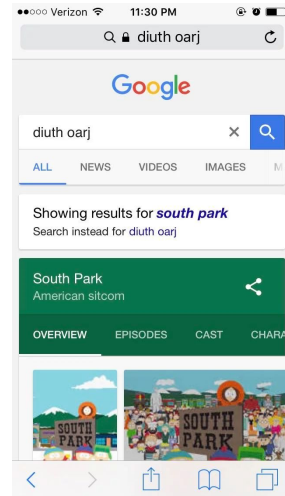 ●●○○○ Verizon 11:30 PM
diuth oarj
Google
diuth oarj
ALL NEWS VIDEOS IMAGES M
Showing results for south park
Search instead for diuth oarj
South Park
American sitcom
OVERVIEW EPISODES CAST CHARA
SOUTH PARK
SOUTH PARK